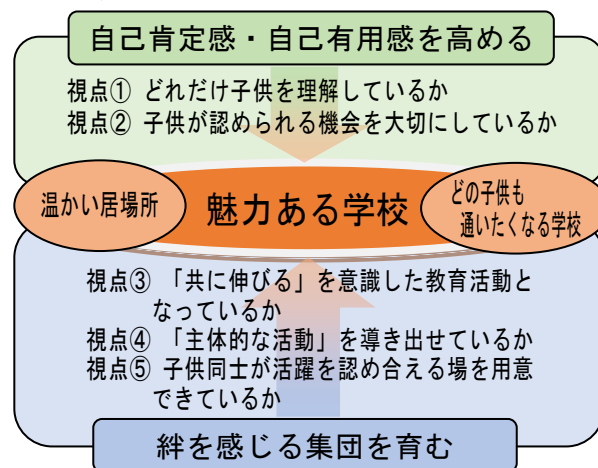 自己肯定感・自己有用感を高める
視点① どれだけ子供を理解しているか
視点② 子供が認められる機会を大切にしているか
温かい居場所
魅力ある学校
どの子供も
通いたくなる学校
視点③ 「共に伸びる」を意識した教育活動と
なっているか
視点④ 「主体的な活動」を導き出せているか
視点⑤ 子供同士が活躍を認め合える場を用意
できているか
絆を感じる集団を育む